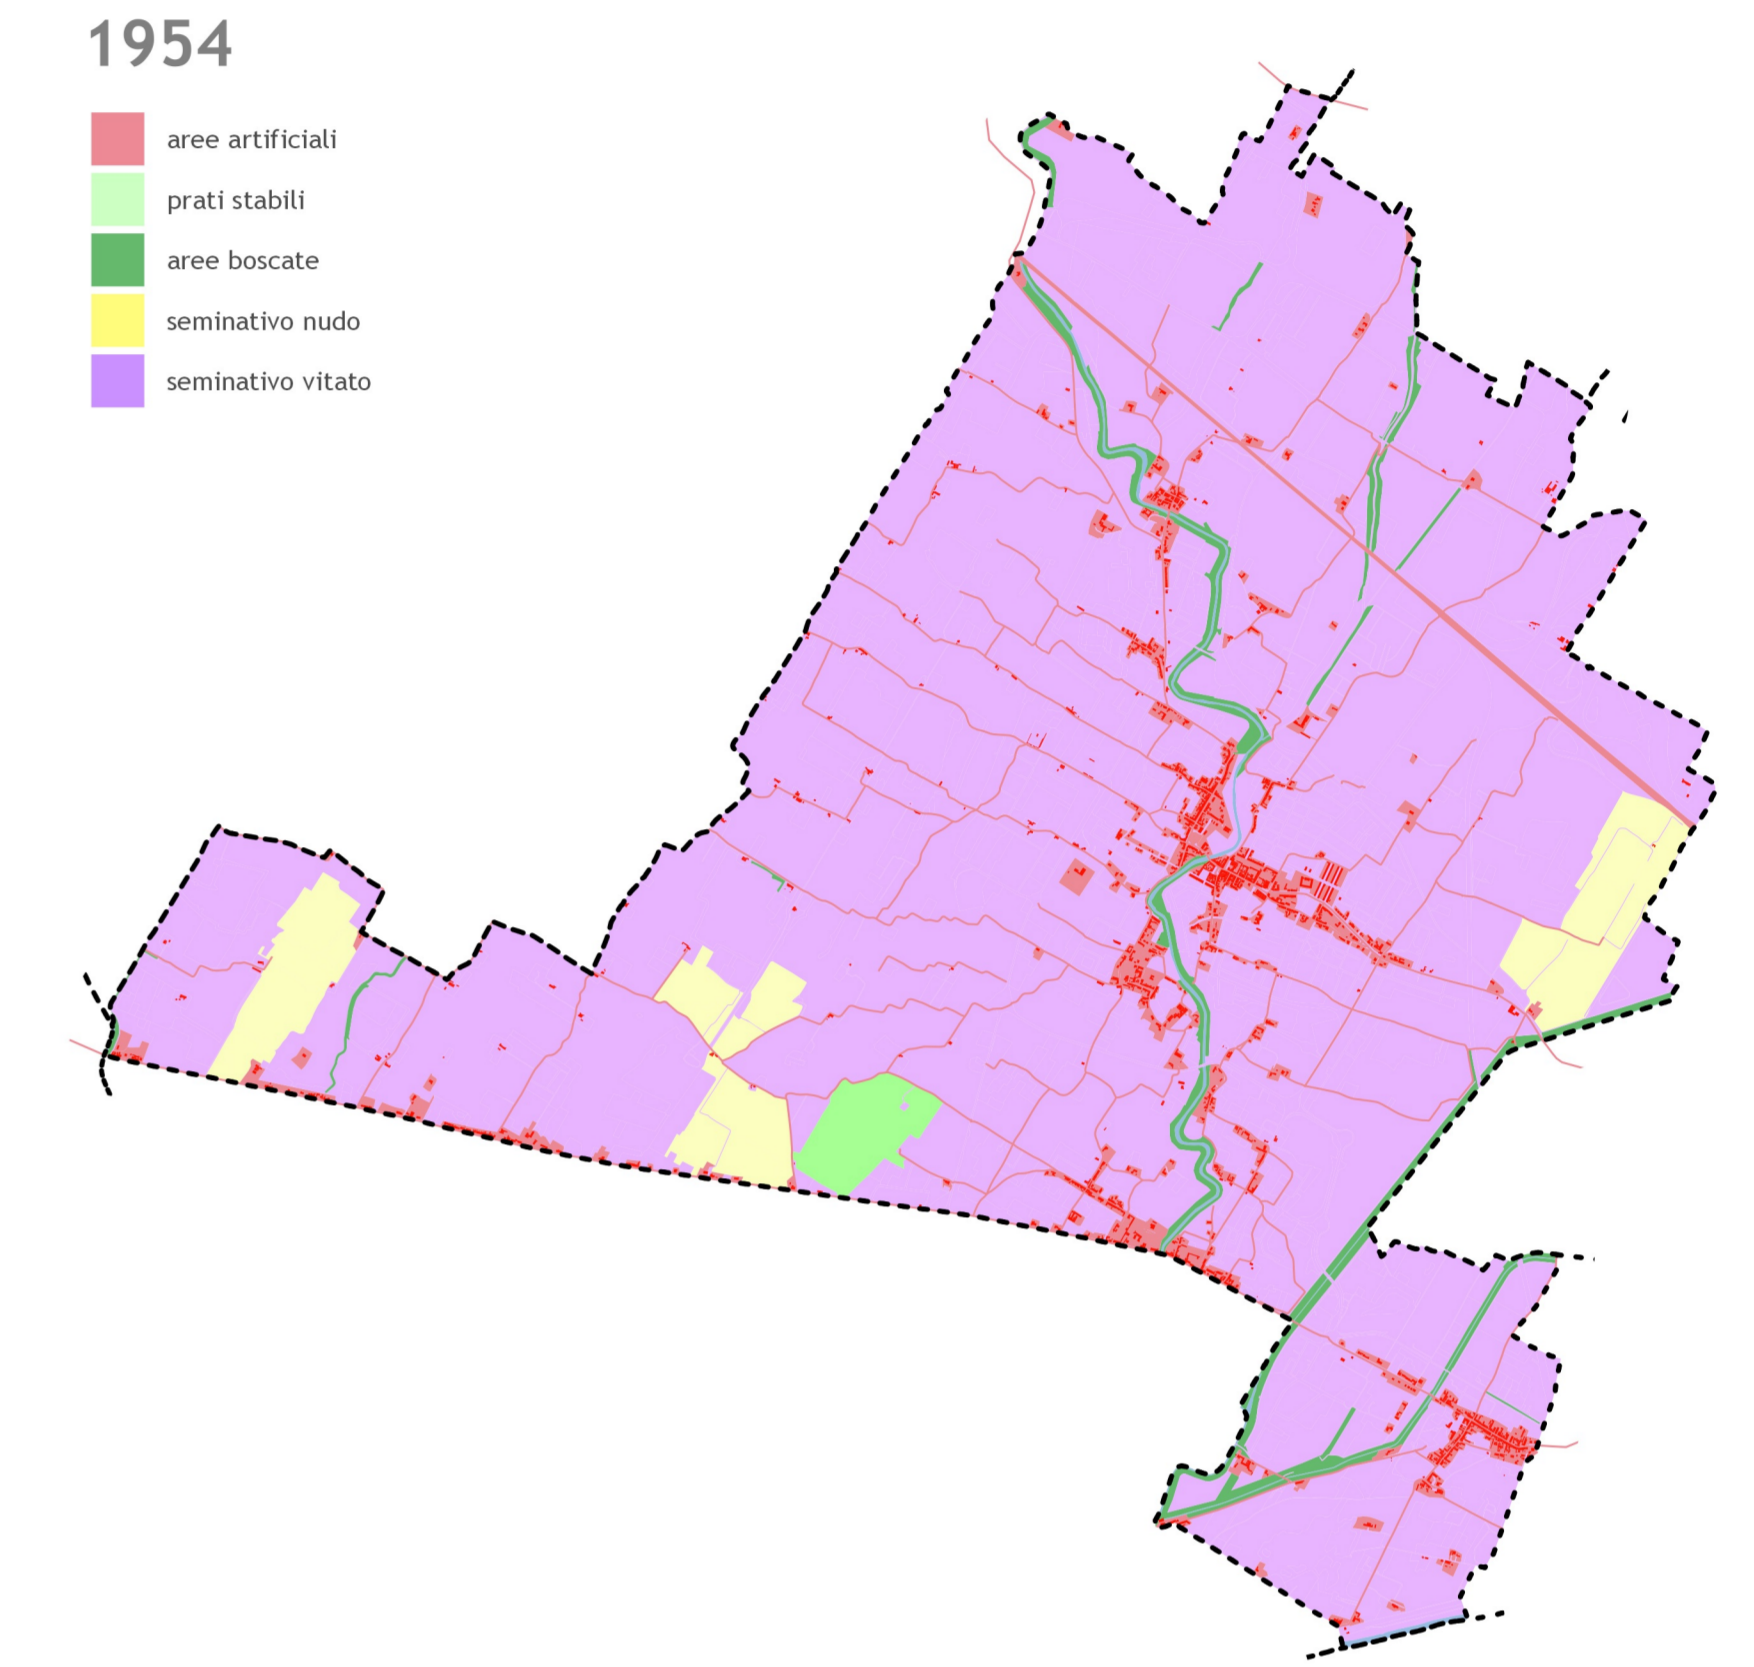 1954
aree artificiali
prati stabili
aree boscate
seminativo nudo
seminativo vitato